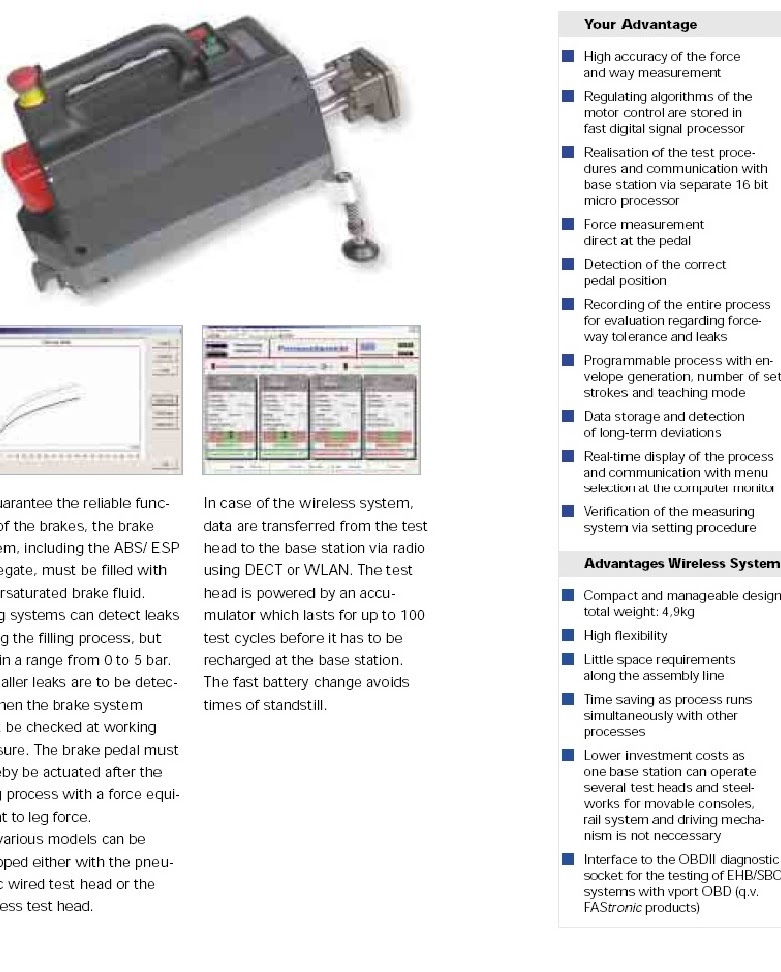 uarantee the reliable func-
of the brakes, the brake
em, including the ABS/ ESP
egate, must be filled with
rsaturated brake fluid.
g systems can detect leaks
g the filling process, but
in a range from 0 to 5 bar.
aller leaks are to be detec-
hen the brake system
be checked at working
sure. The brake pedal must
eby be actuated after the
g process with a force equi-
t to leg force.
various models can be
pped either with the pneu-
c wired test head or the
ess test head.
In case of the wireless system,
data are transferred from the test
head to the base station via radio
using DECT or WLAN. The test
head is powered by an accu-
mulator which lasts for up to 100
test cycles before it has to be
recharged at the base station.
The fast battery change avoids
times of standstill.
Your Advantage
High accuracy of the force
and way measurement
Regulating algorithms of the
motor control are stored in
fast digital signal processor
Realisation of the test proce-
dures and communication with
base station via separate 16 bit
micro processor
Force measurement
direct at the pedal
Detection of the correct
pedal position
Recording of the entire process
for evaluation regarding force-
way tolerance and leaks
Programmable process with en-
velope generation, number of set
strokes and teaching mode
Data storage and detection
of long-term deviations
Real-time display of the process
and communication with menu
selection at the computer monitor
Verification of the measuring
system via setting procedure
Advantages Wireless System
Compact and manageable design
total weight: 4,9kg
High flexibility
Little space requirements
along the assembly line
Time saving as process runs
simultaneously with other
processes
Lower investment costs as
one base station can operate
several test heads and steel-
works for movable consoles,
rail system and driving mecha-
nism is not neccessary
Interface to the OBDII diagnostic
socket for the testing of EHB/SBC
systems with vport OBD (q.v.
FAStronic products)